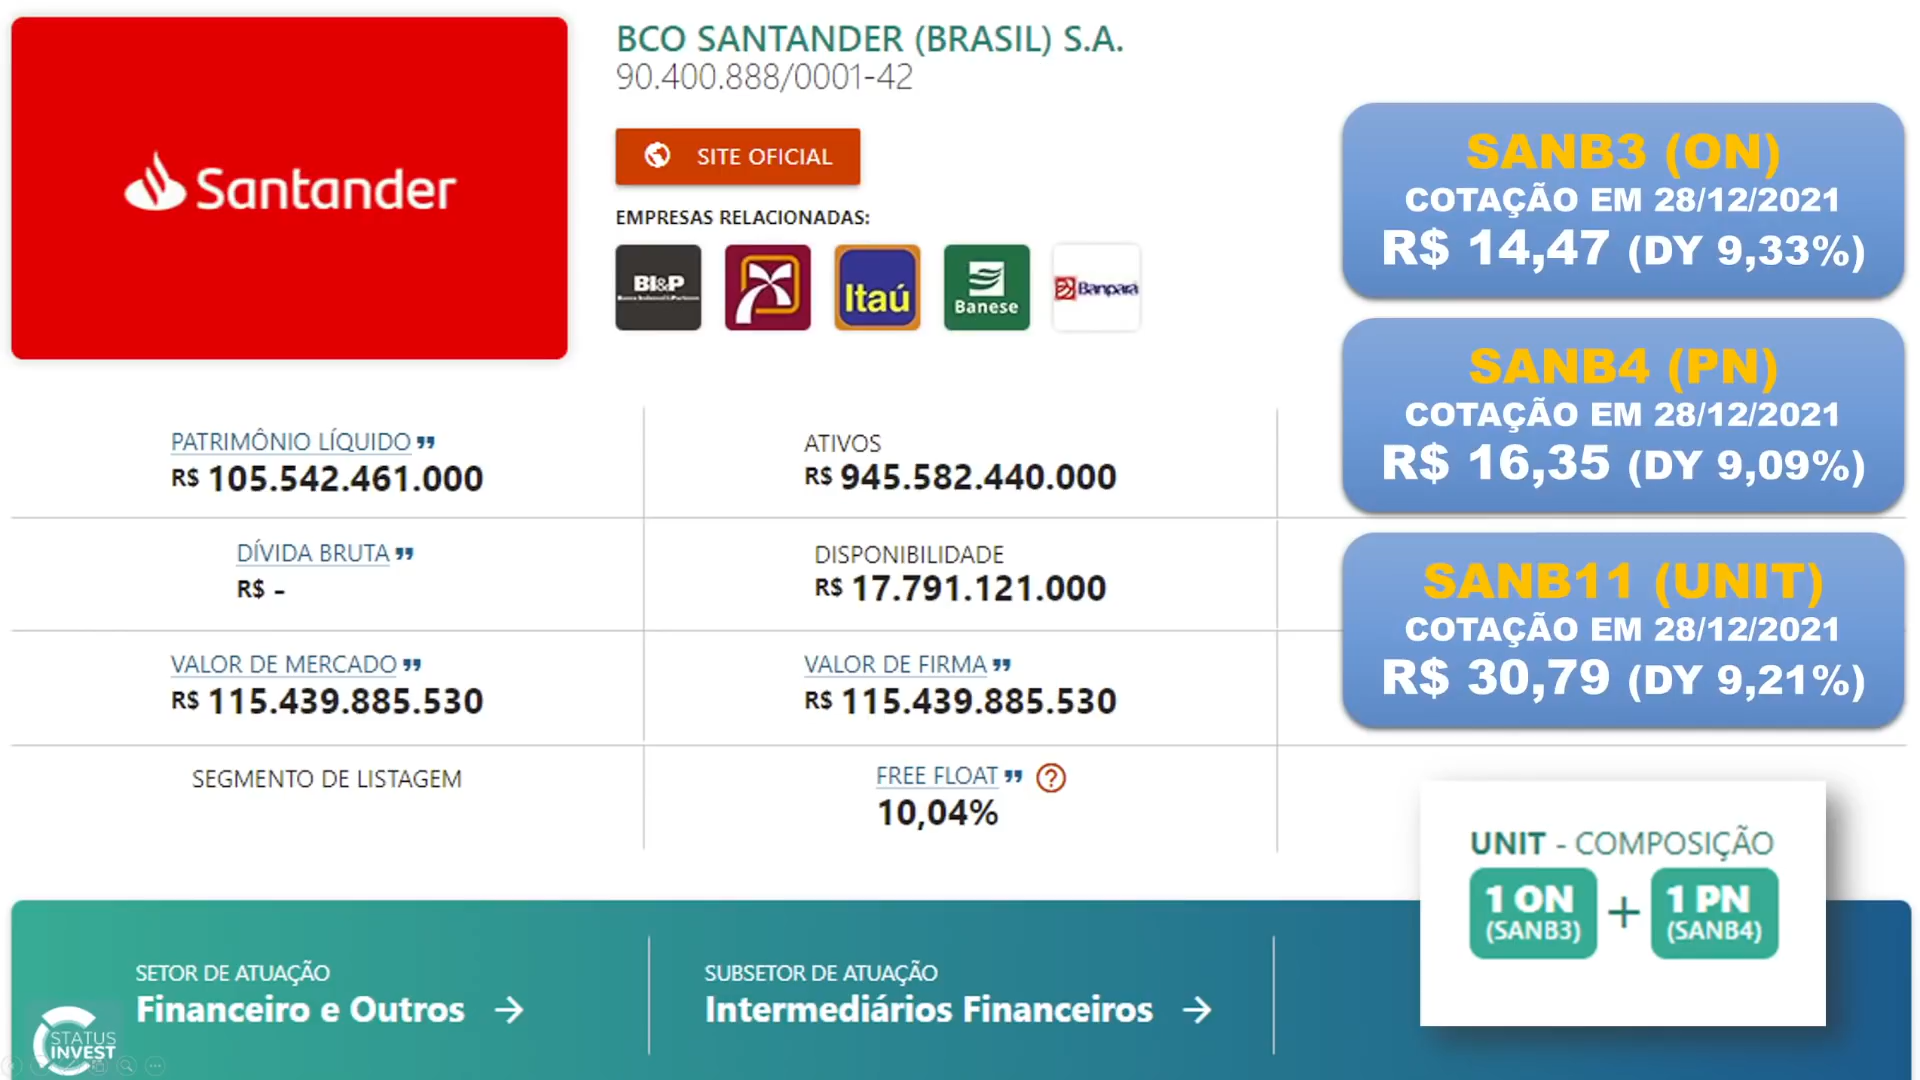 Santander
BCO SANTANDER (BRASIL) S.A.
90.400.888/0001-42
SITE OFICIAL
EMPRESAS RELACIONADAS:
BI&P
Itaú
Banese
Banpará
SANB3 (ON)
COTAÇÃO EM 28/12/2021
R$ 14,47 (DY 9,33%)
SANB4 (PN)
COTAÇÃO EM 28/12/2021
R$ 16,35 (DY 9,09%)
SANB11 (UNIT)
COTAÇÃO EM 28/12/2021
R$ 30,79 (DY 9,21%)
PATRIMÔNIO LÍQUIDO
R$ 105.542.461.000
ATIVOS
R$ 945.582.440.000
DÍVIDA BRUTA
R$ -
DISPONIBILIDADE
R$ 17.791.121.000
VALOR DE MERCADO
R$ 115.439.885.530
VALOR DE FIRMA
R$ 115.439.885.530
SEGMENTO DE LISTAGEM
FREE FLOAT ?
10,04%
UNIT - COMPOSIÇÃO
1 ON + 1 PN
(SANB3) (SANB4)
SETOR DE ATUAÇÃO
Financeiro e Outros →
SUBSETOR DE ATUAÇÃO
Intermediários Financeiros →
STATUS
INVEST